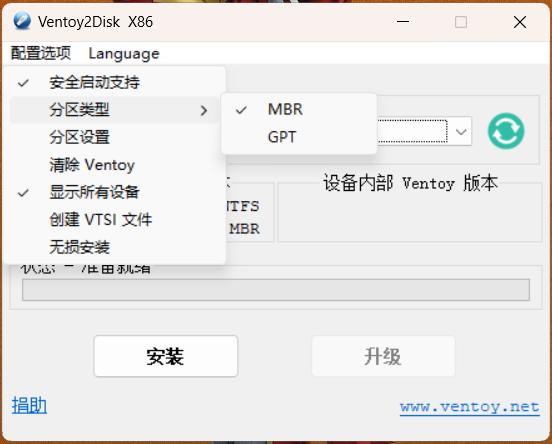 Ventoy2Disk X86
配置选项 Language
安全启动支持
分区类型
MBR
分区设置
GPT
清除 Ventoy
显示所有设备
创建 VTSI 文件
无损安装
设备内部 Ventoy 版本
NTFS
MBR
状态 - 准备就绪
安装
升级
捐助
www.ventoy.net